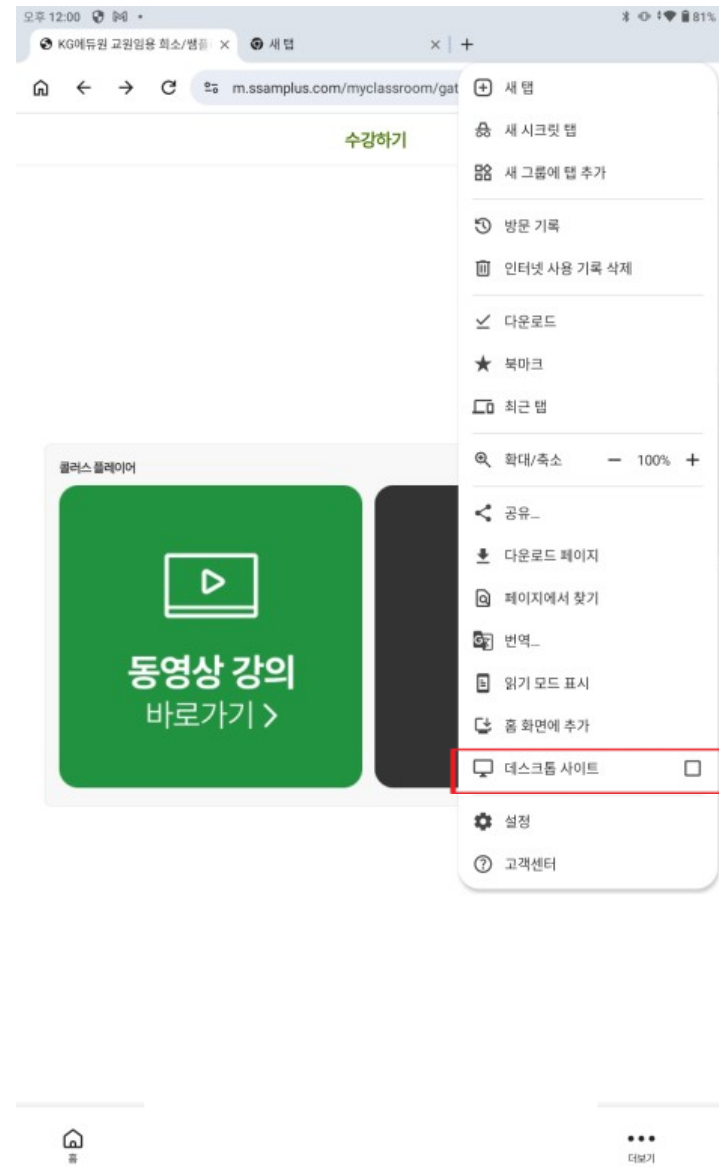 오후 12:00
81%
KG에듀원 교원임용 희소/쌤플
새 탭
m.ssamplus.com/myclassroom/gat
수강하기
새 탭
새 시크릿 탭
새 그룹에 탭 추가
방문 기록
인터넷 사용 기록 삭제
다운로드
북마크
최근 탭
확대/축소 100%
공유...
다운로드 페이지
페이지에서 찾기
번역...
읽기 모드 표시
홈 화면에 추가
데스크톱 사이트
설정
고객센터
콜러스 플레이어
동영상 강의
바로가기 >
홈
더보기